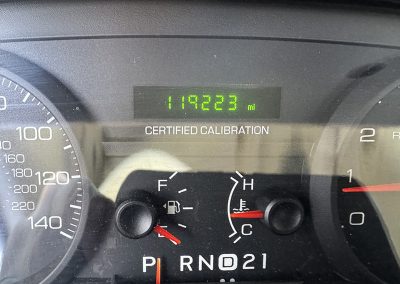 119223 mi
CERTIFIED CALIBRATION
100
120
140
160
180
200
220
F
H
C
2
1
0
P R N D 2 1